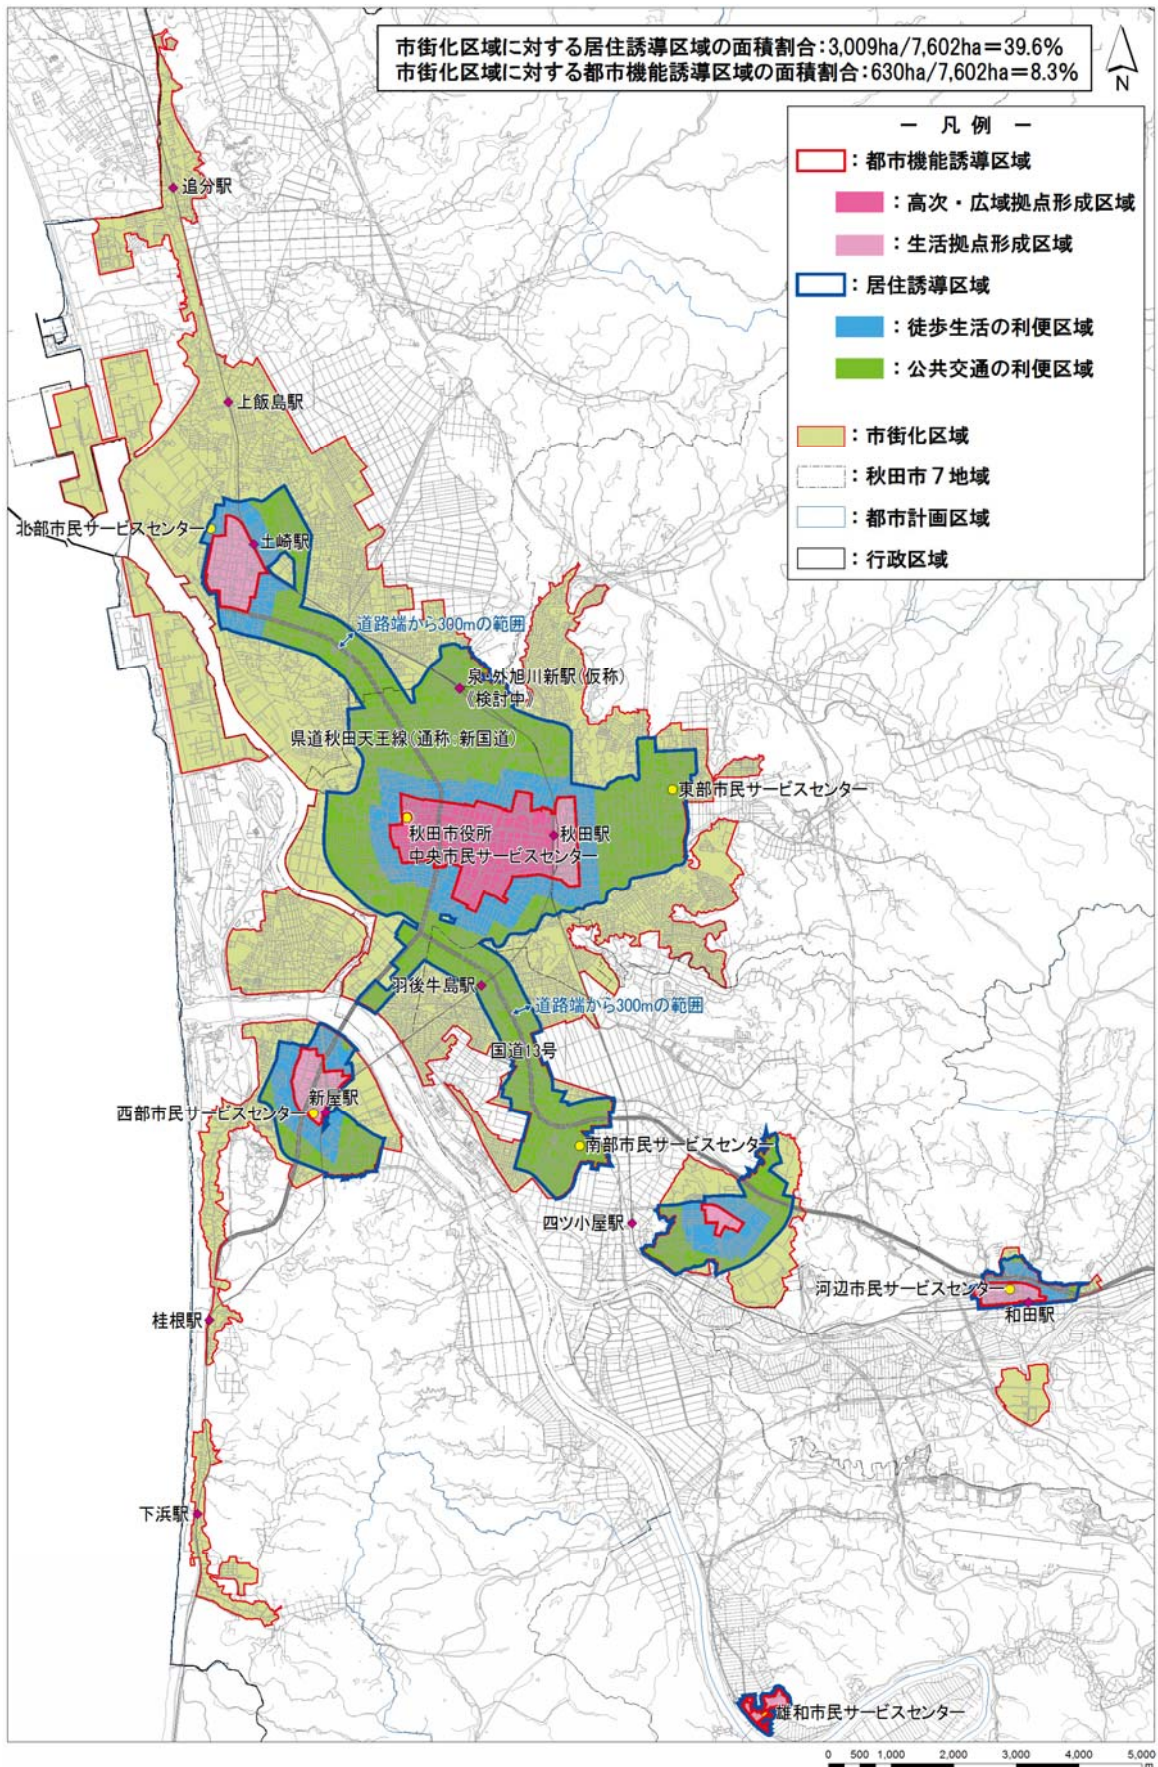 市街化区域に対する居住誘導区域の面積割合:3,009ha/7,602ha=39.6%
市街化区域に対する都市機能誘導区域の面積割合:630ha/7,602ha=8.3%
N
― 凡 例 ―
:都市機能誘導区域
:高次・広域拠点形成区域
:生活拠点形成区域
:居住誘導区域
:徒歩生活の利便区域
:公共交通の利便区域
:市街化区域
:秋田市7地域
:都市計画区域
:行政区域
追分駅
上飯島駅
北部市民サービスセンター
土崎駅
道路端から300mの範囲
泉・外旭川新駅(仮称)
《検討中》
県道秋田天王線(通称:新国道)
東部市民サービスセンター
秋田市役所
中央市民サービスセンター
秋田駅
羽後牛島駅
道路端から300mの範囲
国道13号
新屋駅
西部市民サービスセンター
南部市民サービスセンター
四ツ小屋駅
河辺市民サービスセンター
和田駅
桂根駅
下浜駅
雄和市民サービスセンター
0 500 1,000 2,000 3,000 4,000 5,000
m